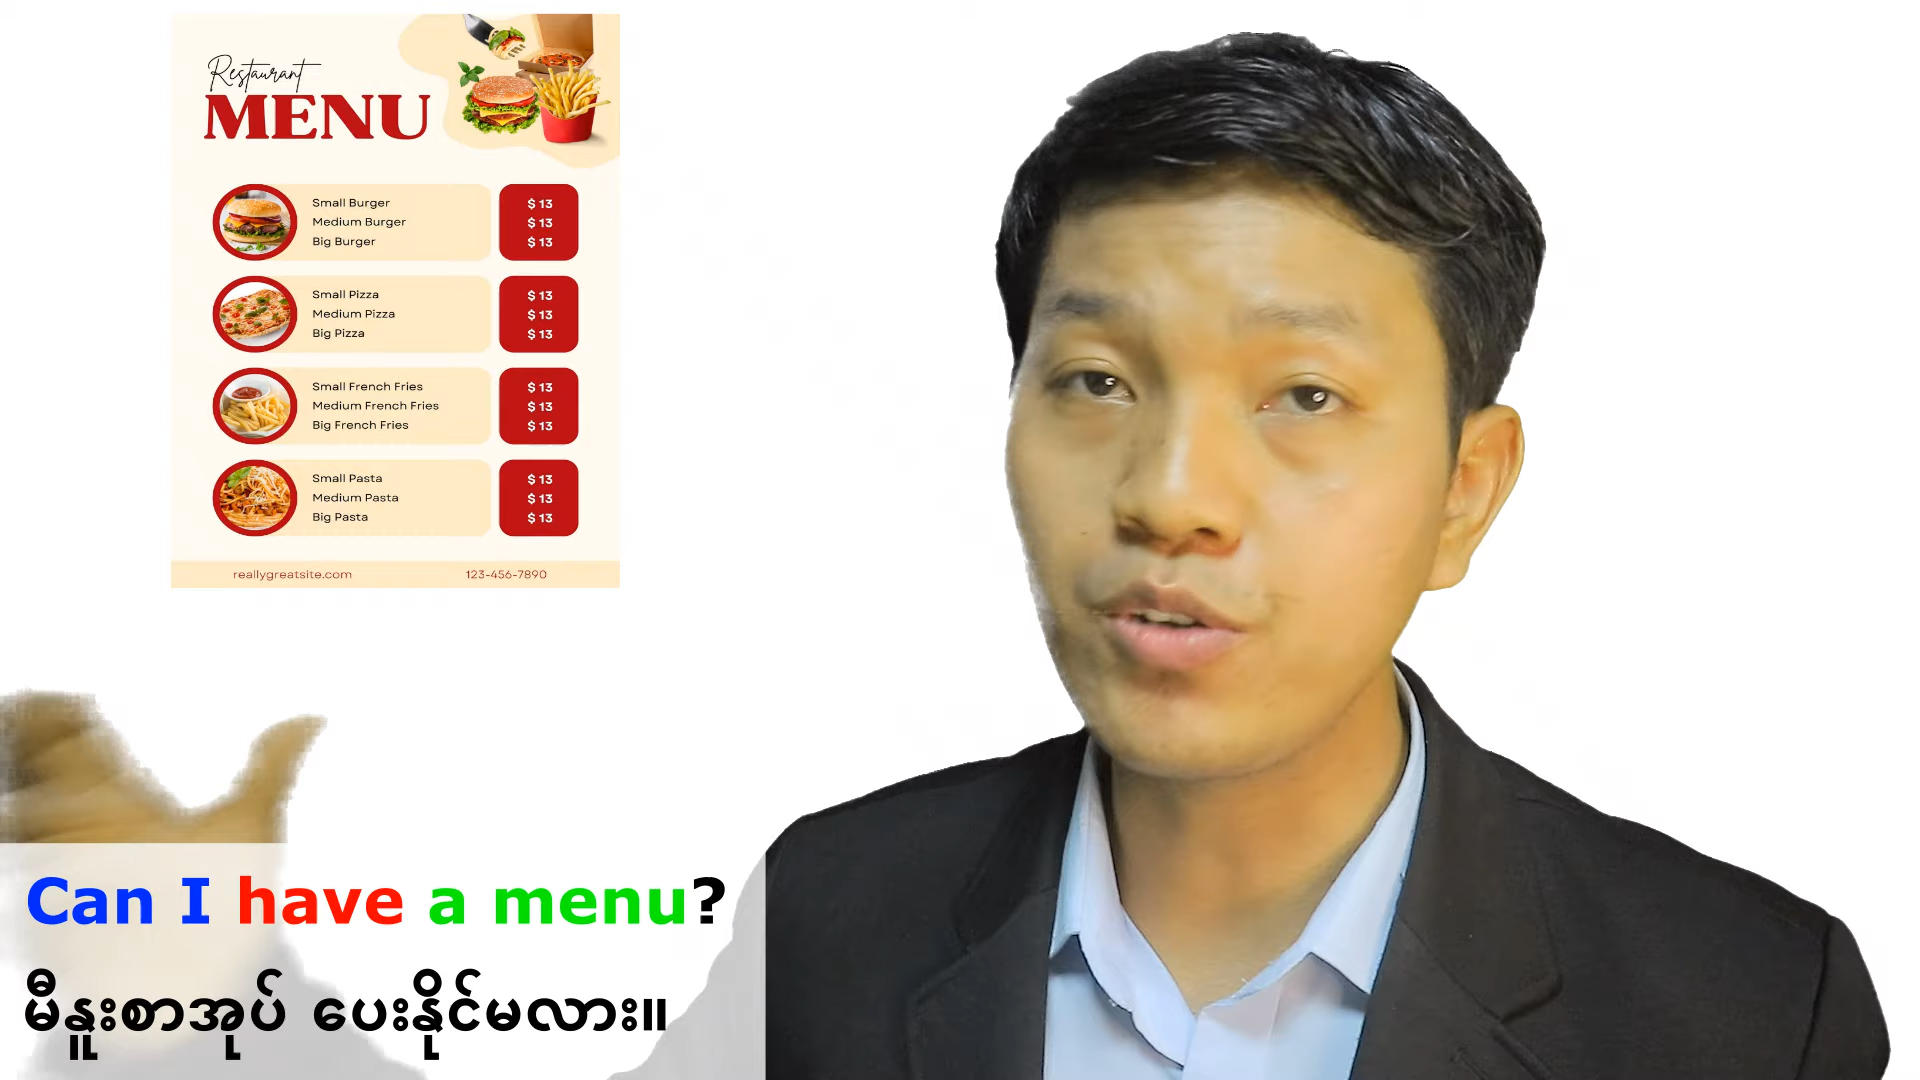 Restaurant
MENU
Small Burger $ 13
Medium Burger $ 13
Big Burger $ 13
Small Pizza $ 13
Medium Pizza $ 13
Big Pizza $ 13
Small French Fries $ 13
Medium French Fries $ 13
Big French Fries $ 13
Small Pasta $ 13
Medium Pasta $ 13
Big Pasta $ 13
reallygreatsite.com 123-456-7890
Can I have a menu?
မီနူးစာအုပ် ပေးနိုင်မလား။